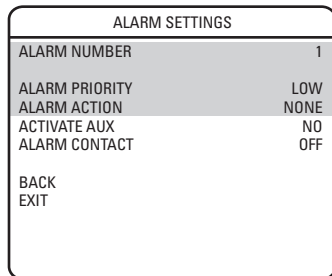 ALARM SETTINGS
ALARM NUMBER 1
ALARM PRIORITY LOW
ALARM ACTION NONE
ACTIVATE AUX NO
ALARM CONTACT OFF
BACK
EXIT